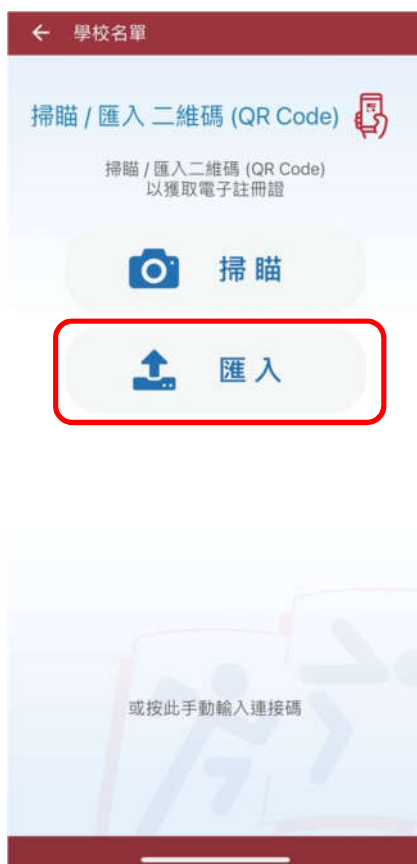 學校名單
掃瞄 / 匯入 二維碼 (QR Code)
掃瞄 / 匯入二維碼 (QR Code)
以獲取電子註冊證
掃 瞄
匯 入
或按此手動輸入連接碼